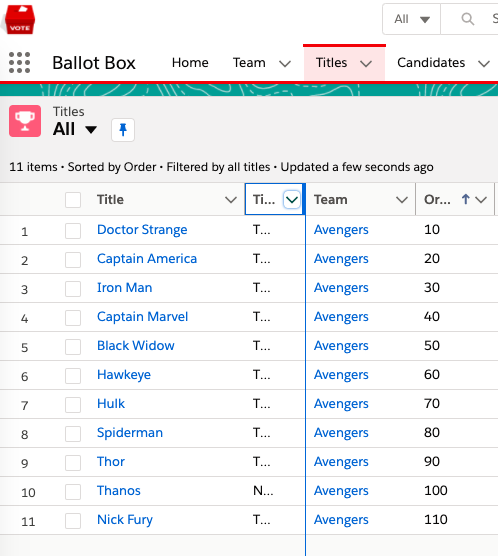 VOTE
All
Ballot Box Home Team Titles Candidates
Titles
All
11 items • Sorted by Order • Filtered by all titles • Updated a few seconds ago
Title Ti... Team Or...
1 Doctor Strange T... Avengers 10
2 Captain America T... Avengers 20
3 Iron Man T... Avengers 30
4 Captain Marvel T... Avengers 40
5 Black Widow T... Avengers 50
6 Hawkeye T... Avengers 60
7 Hulk T... Avengers 70
8 Spiderman T... Avengers 80
9 Thor T... Avengers 90
10 Thanos N... Avengers 100
11 Nick Fury T... Avengers 110